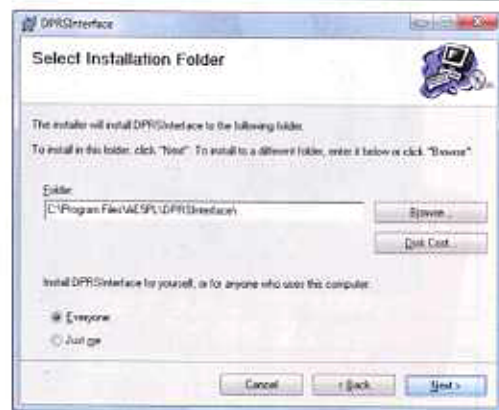 DPRSInterface
Select Installation Folder
The installer will install DPRSInterface to the following folder.
To install in this folder, click "Next". To install to a different folder, enter it below or click "Browse".
Folder:
C:\Program Files\AESPL\DPRSInterface\
Browse...
Disk Cost...
Install DPRSInterface for yourself, or for anyone who uses this computer:
Everyone
Just me
Cancel
< Back
Next >